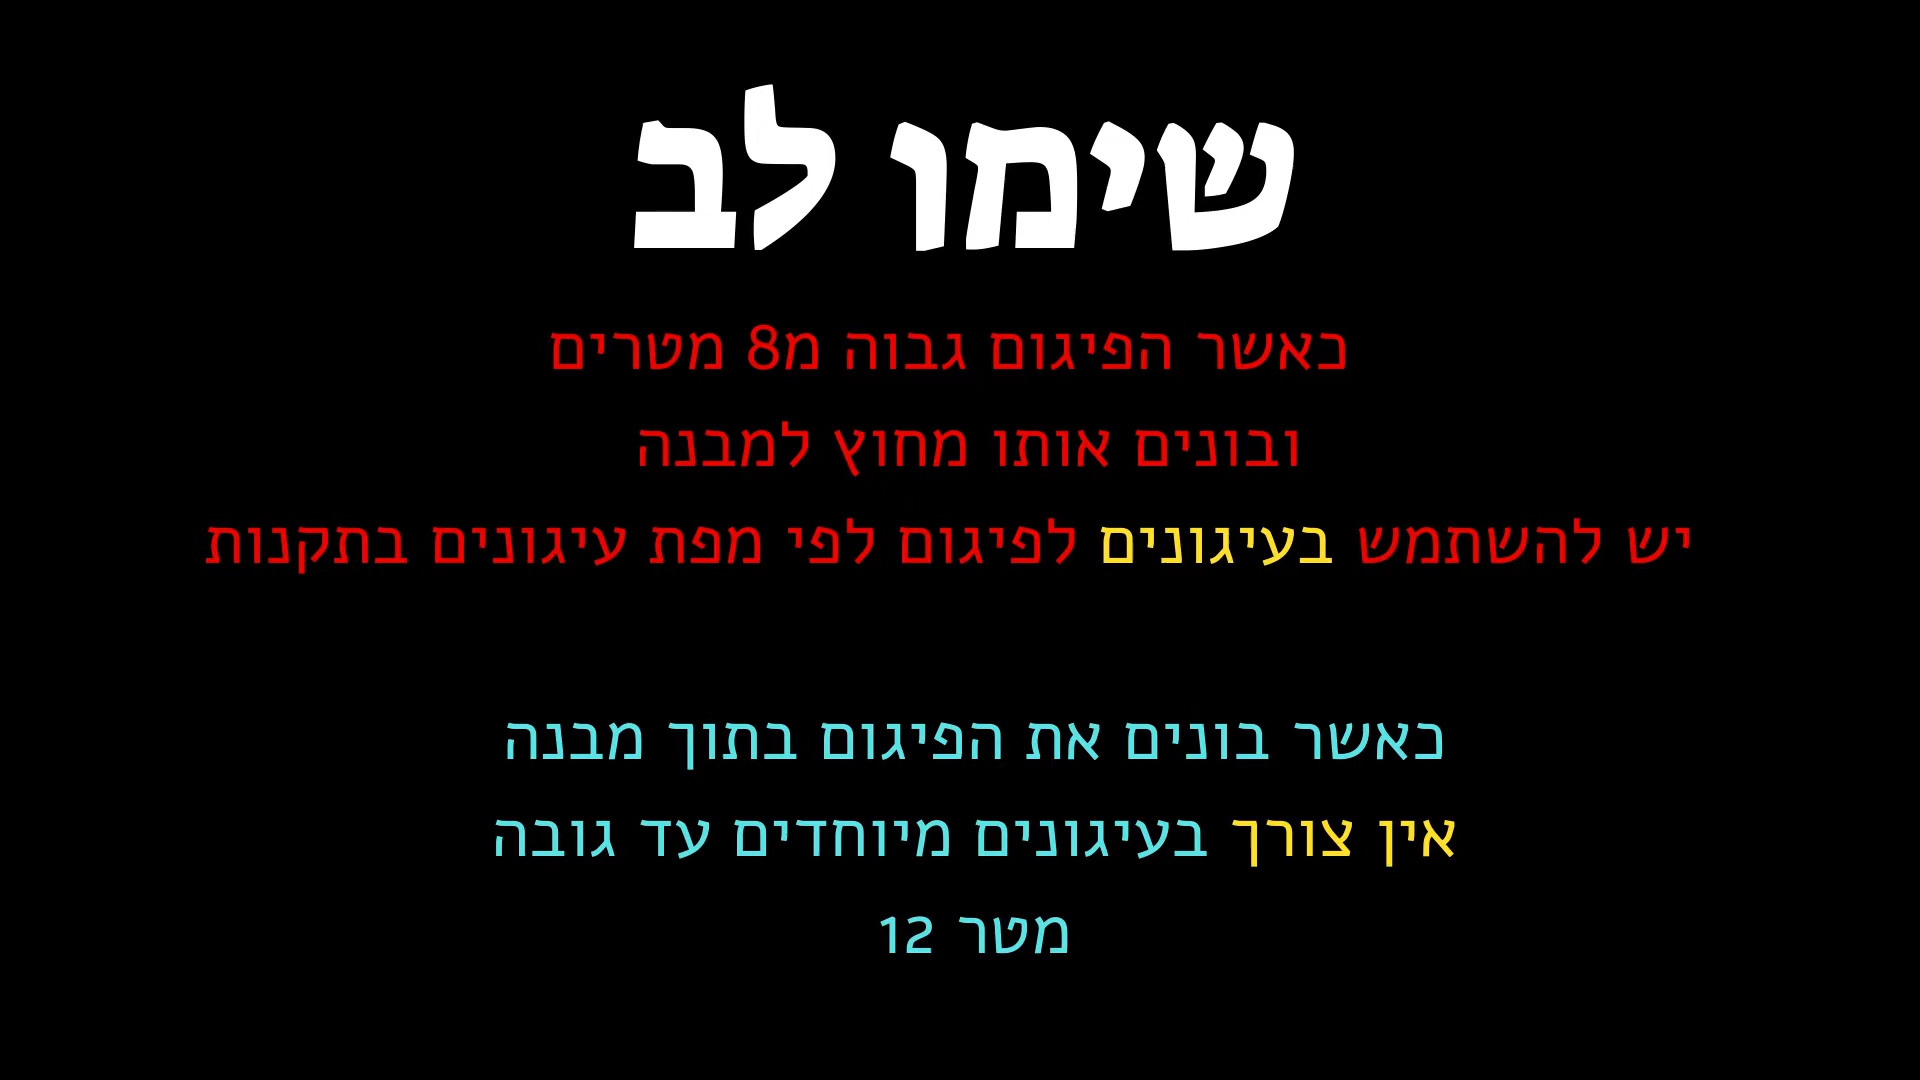 שימו לב
כאשר הפיגום גבוה מ8 מטרים
ובונים אותו מחוץ למבנה
יש להשתמש בעיגונים לפיגום לפי מפת עיגונים בתקנות
כאשר בונים את הפיגום בתוך מבנה
אין צורך בעיגונים מיוחדים עד גובה
מטר 12